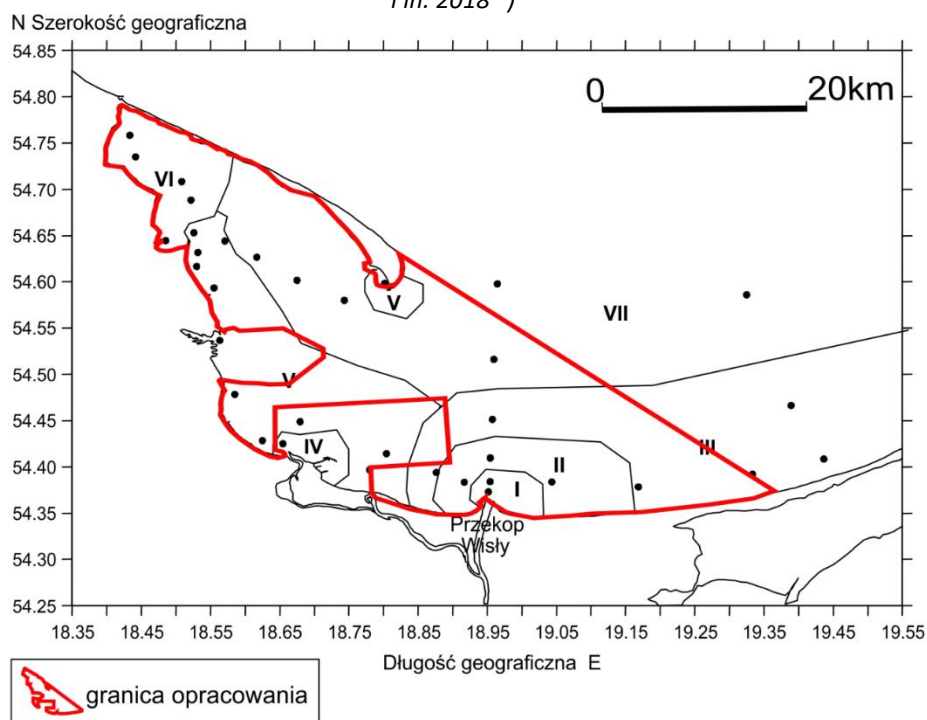 i in. 2018 )
N Szerokość geograficzna
0 20km
54.85
54.80
54.75
54.70
54.65
54.60
54.55
54.50
54.45
54.40
54.35
54.30
54.25
VI
V
VII
V
III
IV
II
I
Przekop
Wisły
18.35 18.45 18.55 18.65 18.75 18.85 18.95 19.05 19.15 19.25 19.35 19.45 19.55
Długość geograficzna E
granica opracowania